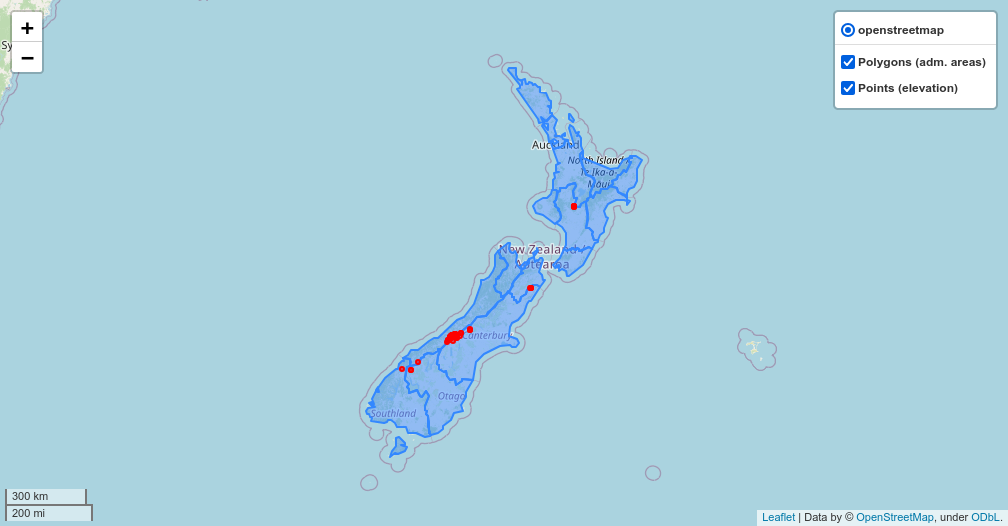 +
Sy
−
openstreetmap
Polygons (adm. areas)
Points (elevation)
Auckland
North Island
Te Ika-a-
Māui
New Zealand /
Aotearoa
Canterbury
Otago
Southland
300 km
200 mi
Leaflet | Data by © OpenStreetMap, under ODbL.